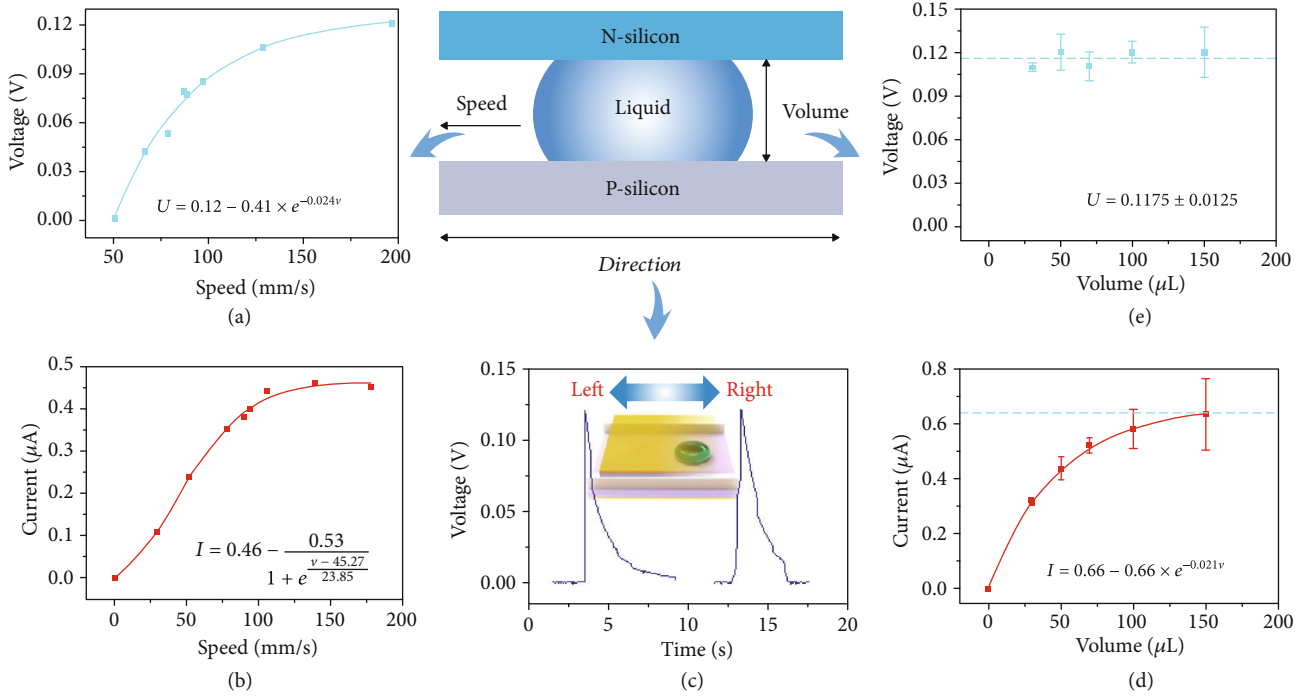 0.12
0.09
0.06
0.03
0.00
Voltage (V)
U = 0.12 – 0.41 × e^–0.024v
50
100
150
200
Speed (mm/s)
(a)
N-silicon
Liquid
Speed
Volume
P-silicon
Direction
0.15
0.12
0.09
0.06
0.03
0.00
Voltage (V)
U = 0.1175 ± 0.0125
0
50
100
150
200
Volume (μL)
(e)
0.5
0.4
0.3
0.2
0.1
0.0
Current (μA)
I = 0.46 – 0.53 / 1 + e^(v – 45.27 / 23.85)
0
50
100
150
200
Speed (mm/s)
(b)
0.15
0.10
0.05
0.00
Voltage (V)
Left
Right
0
5
10
15
20
Time (s)
(c)
0.8
0.6
0.4
0.2
0.0
Current (μA)
I = 0.66 – 0.66 × e^–0.021v
0
50
100
150
200
Volume (μL)
(d)